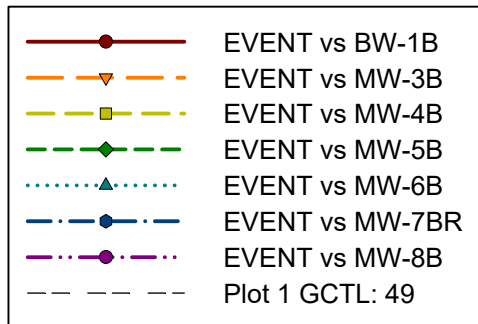 EVENT vs BW-1B
EVENT vs MW-3B
EVENT vs MW-4B
EVENT vs MW-5B
EVENT vs MW-6B
EVENT vs MW-7BR
EVENT vs MW-8B
Plot 1 GCTL: 49